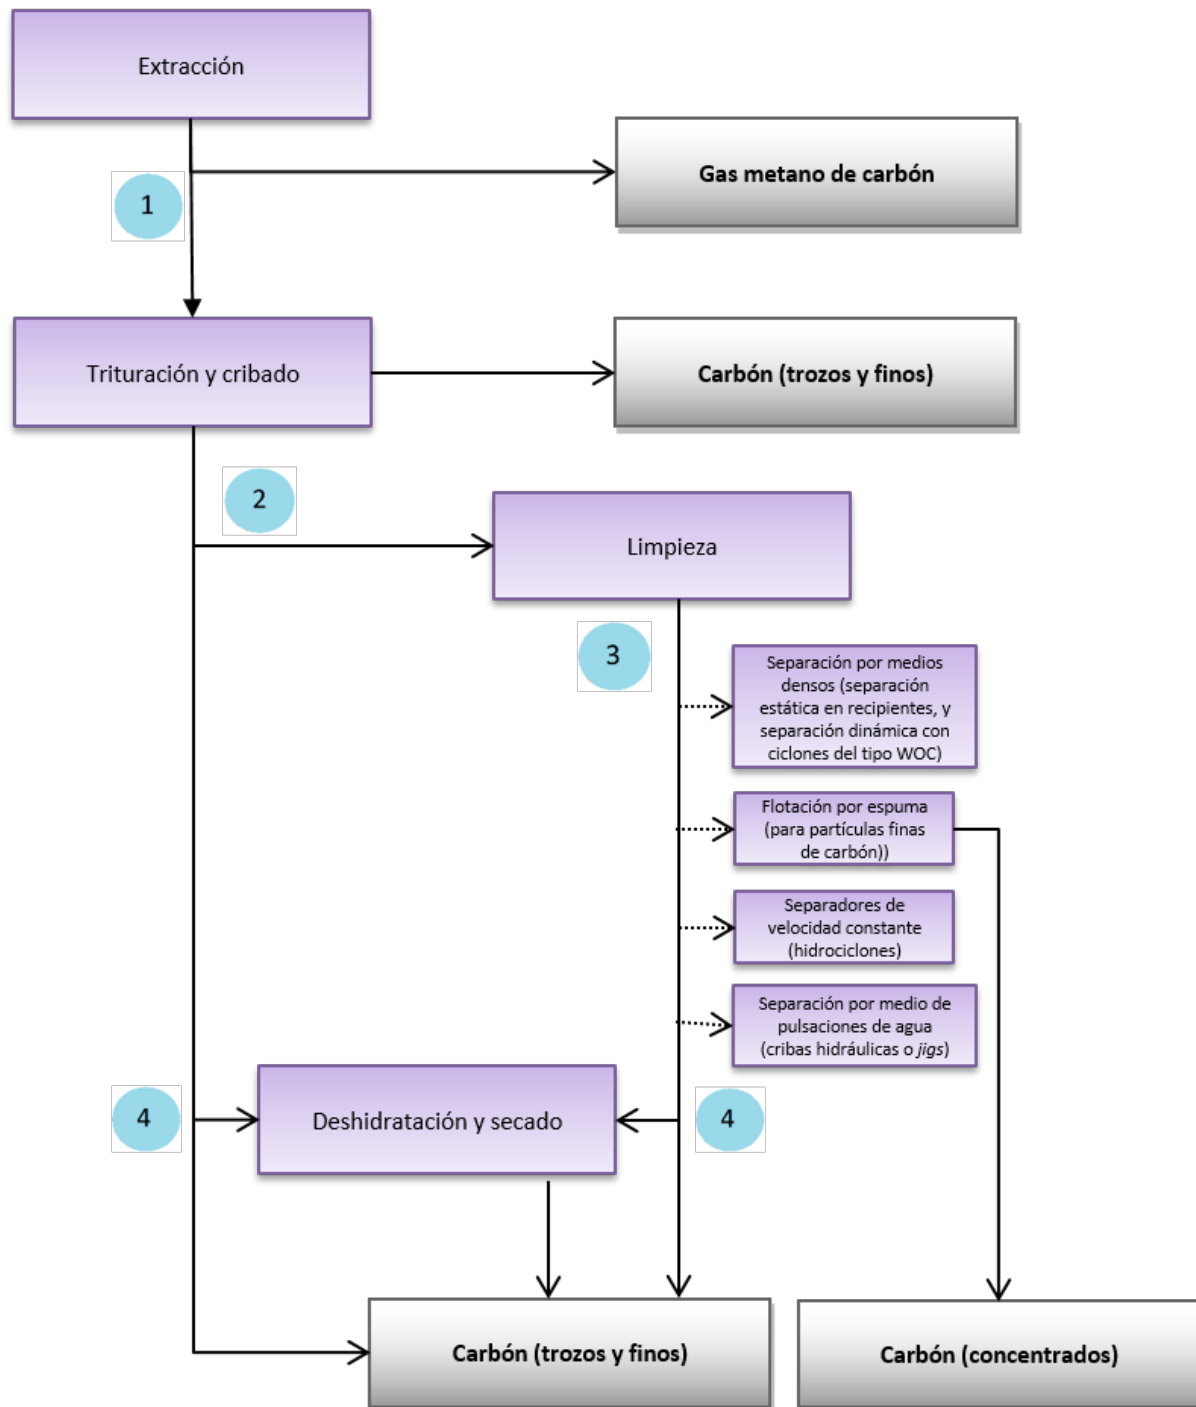 Extracción
Gas metano de carbón
1
Trituración y cribado
Carbón (trozos y finos)
2
Limpieza
3
Separación por medios
densos (separación
estática en recipientes, y
separación dinámica con
ciclones del tipo WOC)
Flotación por espuma
(para partículas finas
de carbón))
Separadores de
velocidad constante
(hidrociclones)
Separación por medio de
pulsaciones de agua
(cribas hidráulicas o jigs)
4
Deshidratación y secado
4
Carbón (trozos y finos)
Carbón (concentrados)